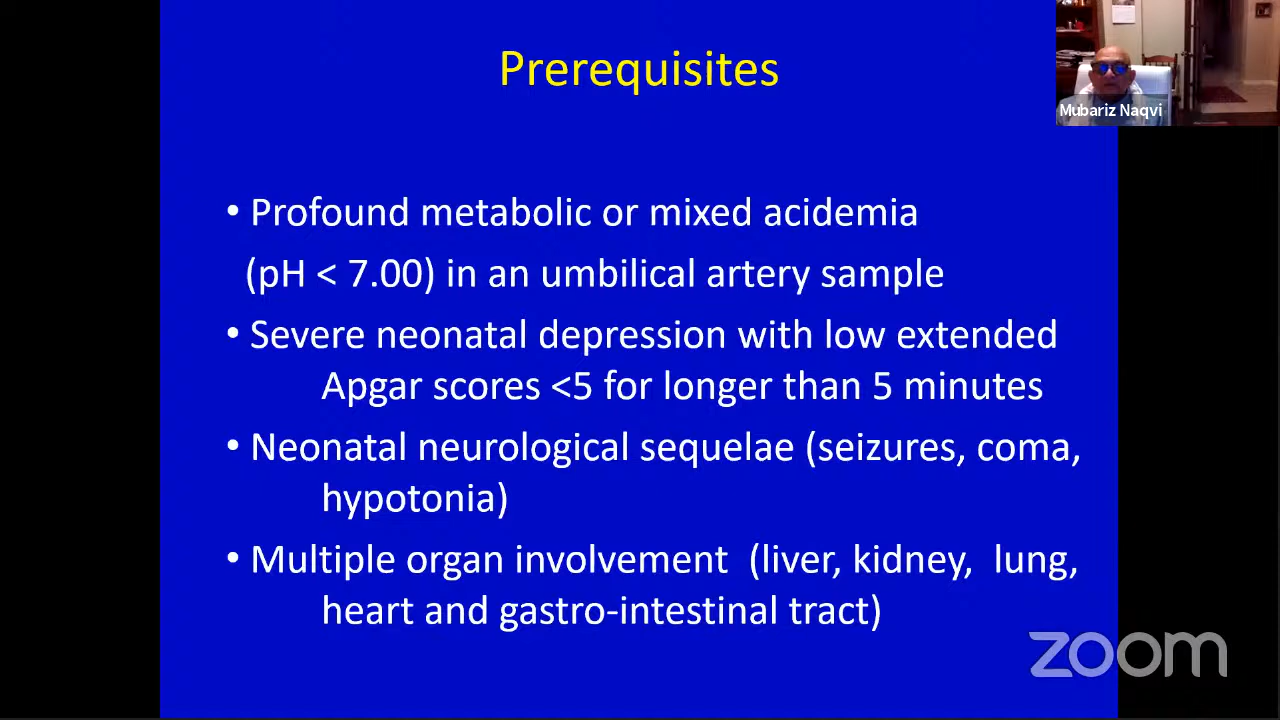 Prerequisites
Mubariz Naqvi
• Profound metabolic or mixed acidemia
(pH < 7.00) in an umbilical artery sample
• Severe neonatal depression with low extended
Apgar scores <5 for longer than 5 minutes
• Neonatal neurological sequelae (seizures, coma,
hypotonia)
• Multiple organ involvement (liver, kidney, lung,
heart and gastro-intestinal tract)
zoom